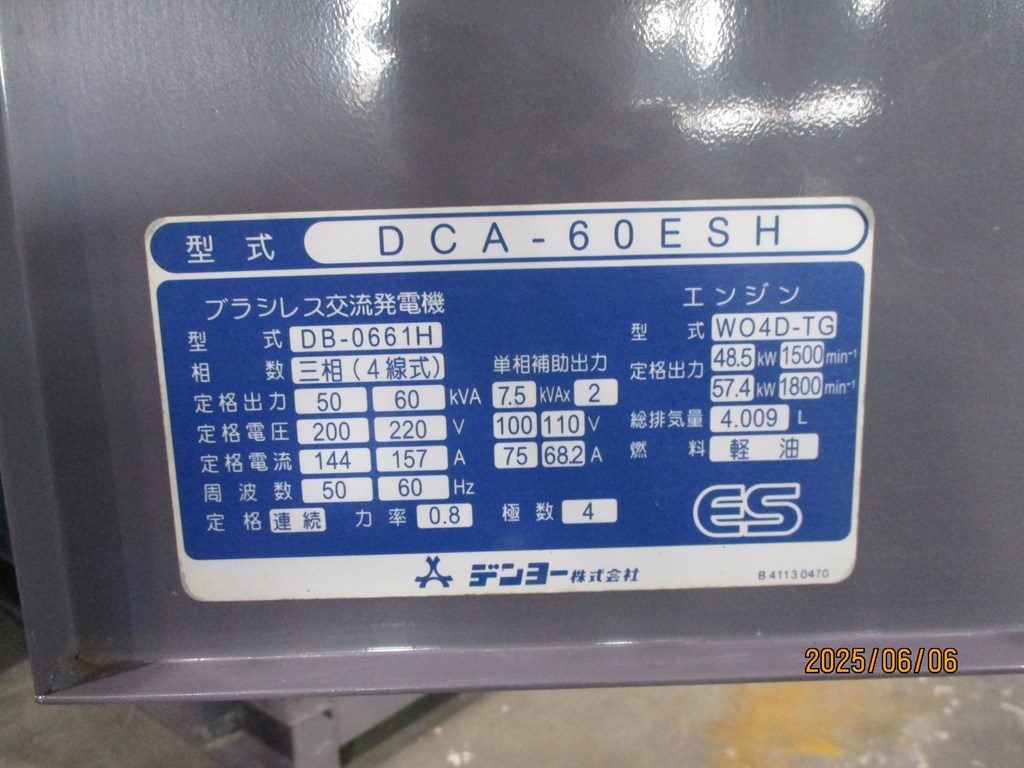 型式 DCA-60ESH
ブラシレス交流発電機
型式 DB-0661H
相数 三相(4線式)
定格出力 50 60 kVA
定格電圧 200 220 V
定格電流 144 157 A
周波数 50 60 Hz
定格 連続 力率 0.8 極数 4
単相補助出力
7.5 kVAx 2
100 110 V
75 68.2 A
エンジン
型式 WO4D-TG
定格出力 48.5 kW 1500 min⁻¹
57.4 kW 1800 min⁻¹
総排気量 4.009 L
燃料 軽油
ES
デンヨー株式会社
B 4113 0470
2025/06/06